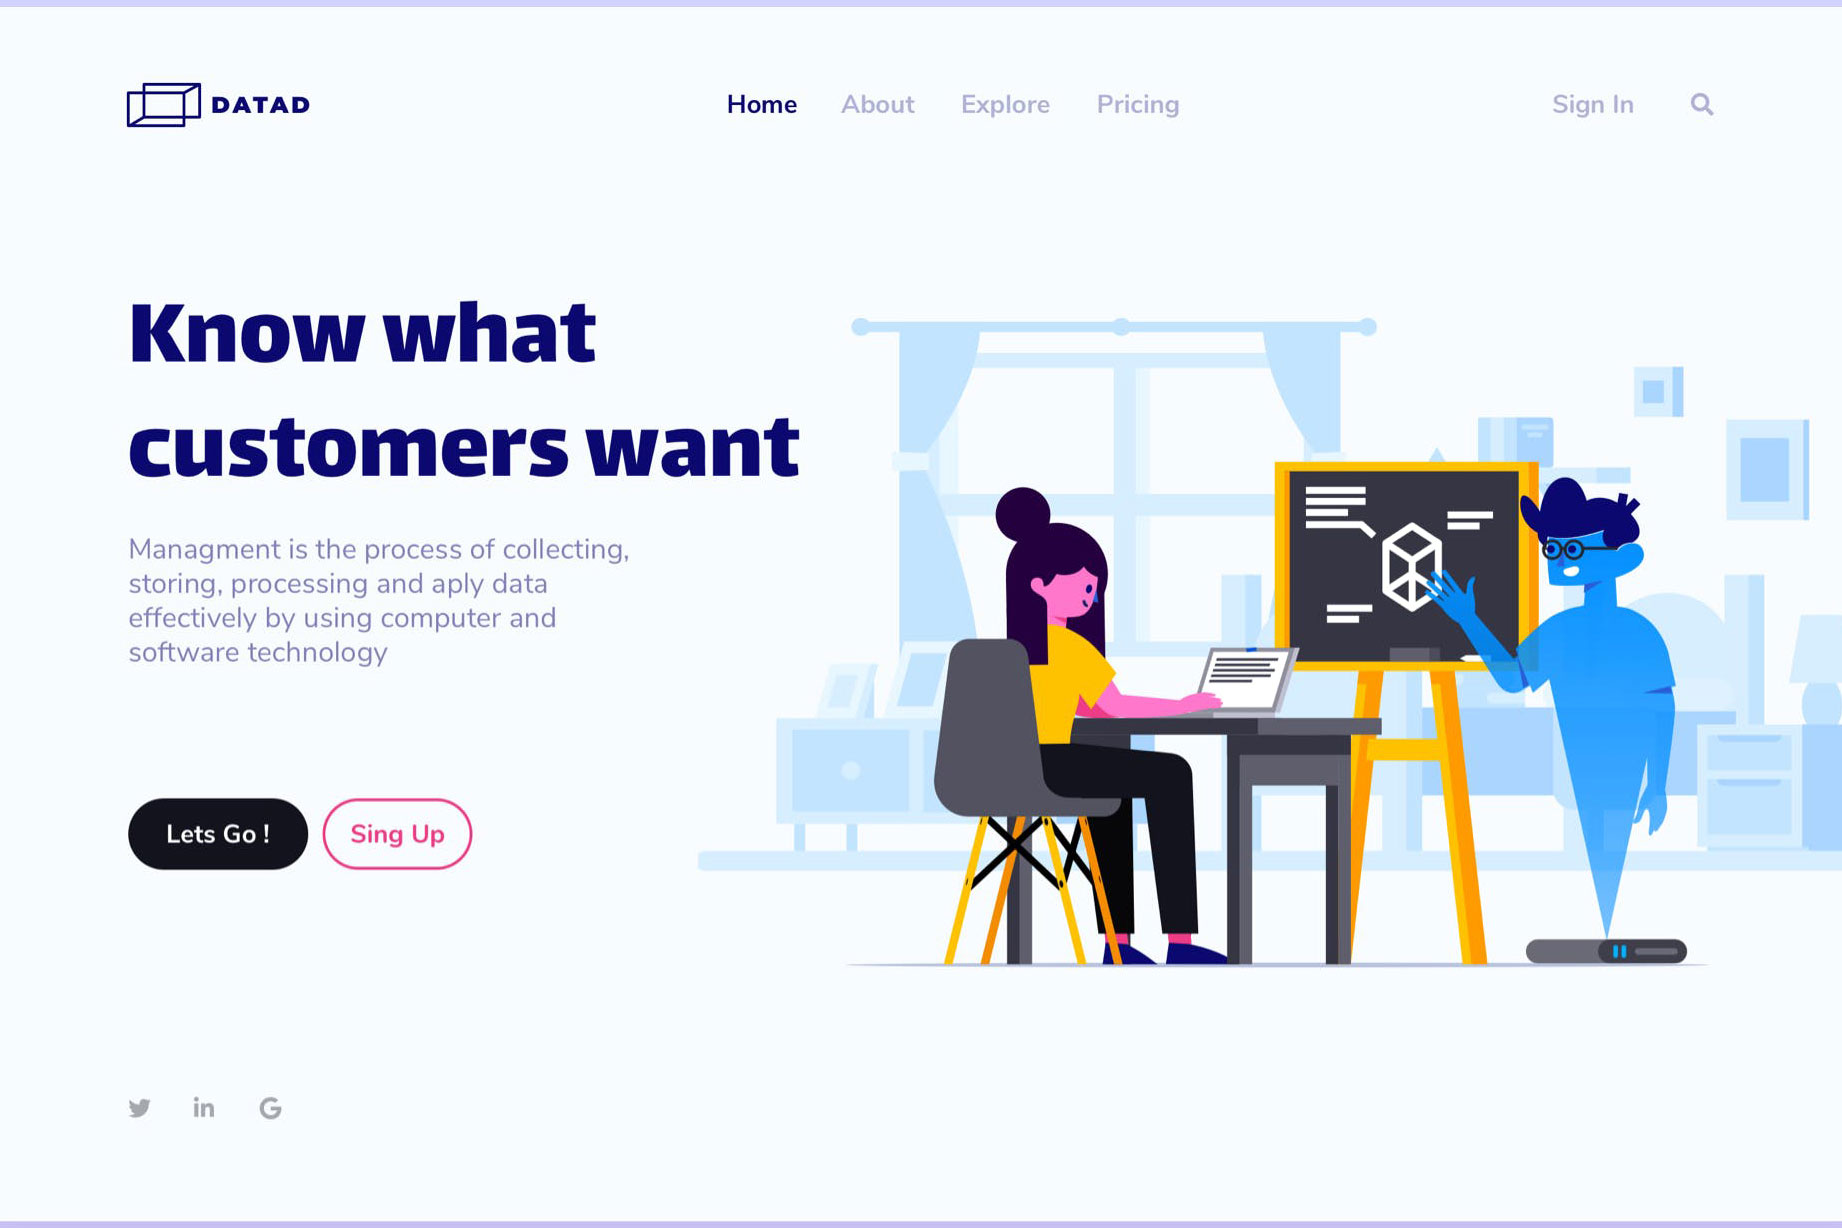 DATAD
Home About Explore Pricing
Sign In
Know what
customers want
Managment is the process of collecting,
storing, processing and aply data
effectively by using computer and
software technology
Lets Go !
Sing Up